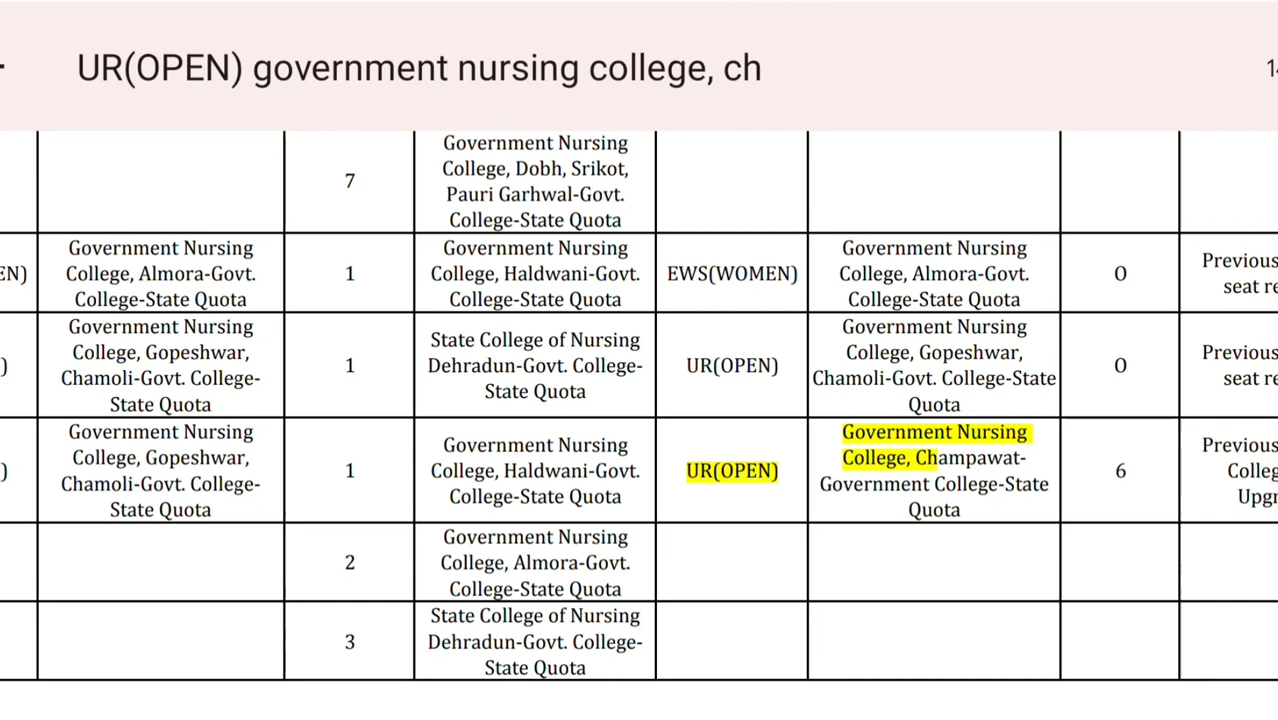 UR(OPEN) government nursing college, ch
7
Government Nursing
College, Dobh, Srikot,
Pauri Garhwal-Govt.
College-State Quota
EN)
Government Nursing
College, Almora-Govt.
College-State Quota
1
Government Nursing
College, Haldwani-Govt.
College-State Quota
EWS(WOMEN)
Government Nursing
College, Almora-Govt.
College-State Quota
0
Previous
seat re
)
Government Nursing
College, Gopeshwar,
Chamoli-Govt. College-
State Quota
1
State College of Nursing
Dehradun-Govt. College-
State Quota
UR(OPEN)
Government Nursing
College, Gopeshwar,
Chamoli-Govt. College-State
Quota
0
Previous
seat re
)
Government Nursing
College, Gopeshwar,
Chamoli-Govt. College-
State Quota
1
Government Nursing
College, Haldwani-Govt.
College-State Quota
UR(OPEN)
Government Nursing
College, Champawat-
Government College-State
Quota
6
Previous
Colleg
Upgr
2
Government Nursing
College, Almora-Govt.
College-State Quota
3
State College of Nursing
Dehradun-Govt. College-
State Quota